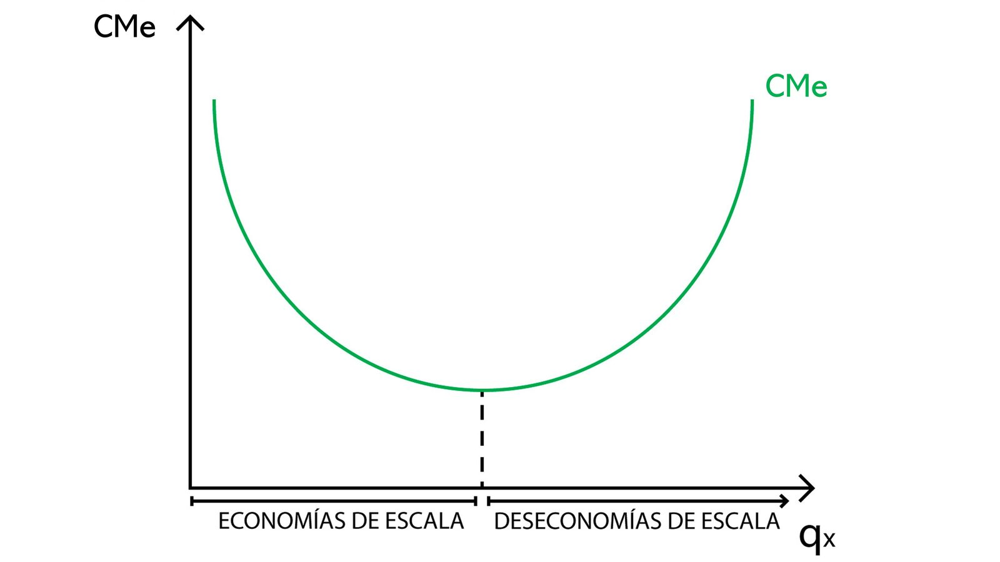 CMe
CMe
ECONOMÍAS DE ESCALA
DESECONOMÍAS DE ESCALA
qx